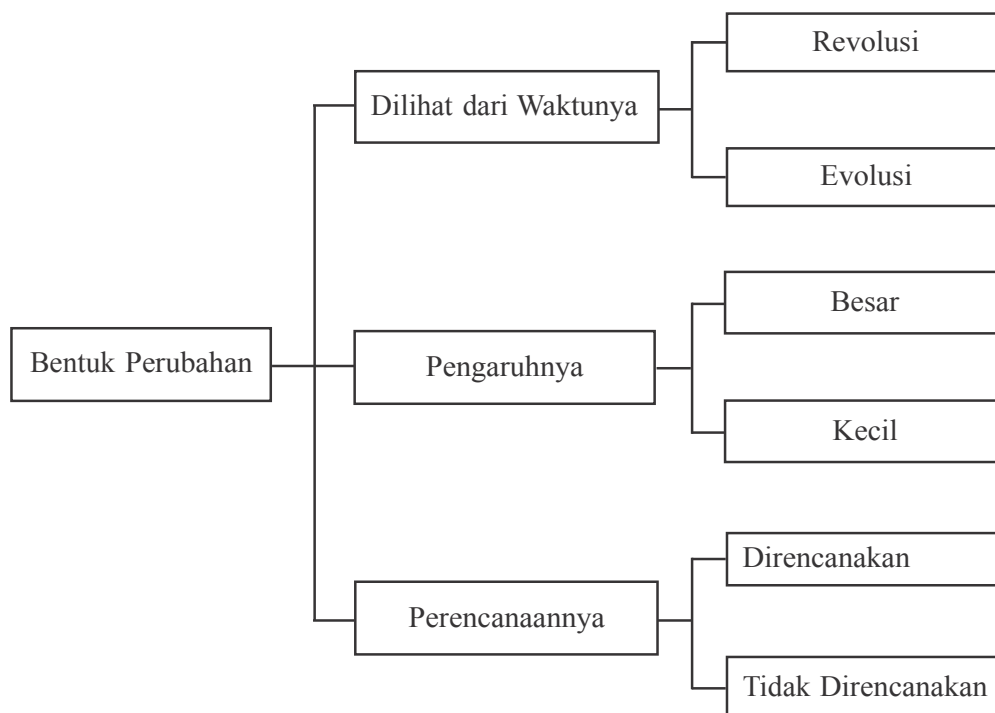 Bentuk Perubahan
Dilihat dari Waktunya
Revolusi
Evolusi
Pengaruhnya
Besar
Kecil
Perencanaannya
Direncanakan
Tidak Direncanakan